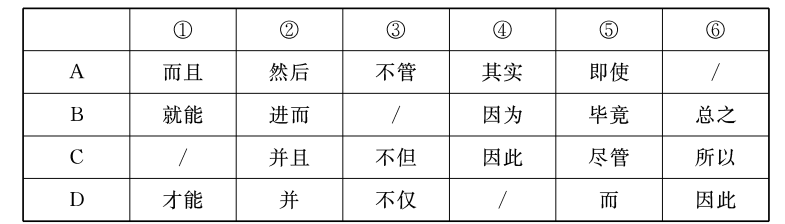 ① ② ③ ④ ⑤ ⑥
A 而且 然后 不管 其实 即使 /
B 就能 进而 / 因为 毕竟 总之
C / 并且 不但 因此 尽管 所以
D 才能 并 不仅 / 而 因此